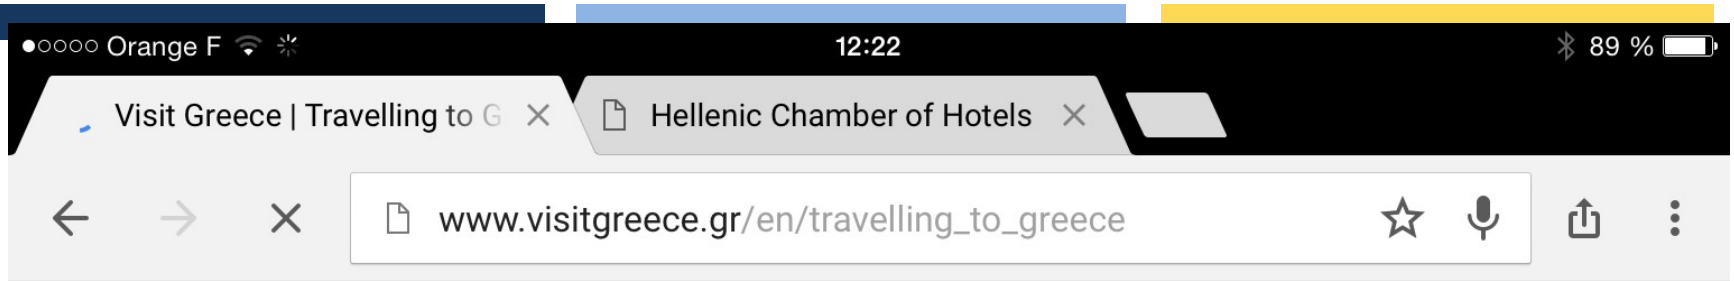 Orange F 12:22 89 %
Visit Greece | Travelling to G Hellenic Chamber of Hotels
www.visitgreece.gr/en/travelling_to_greece